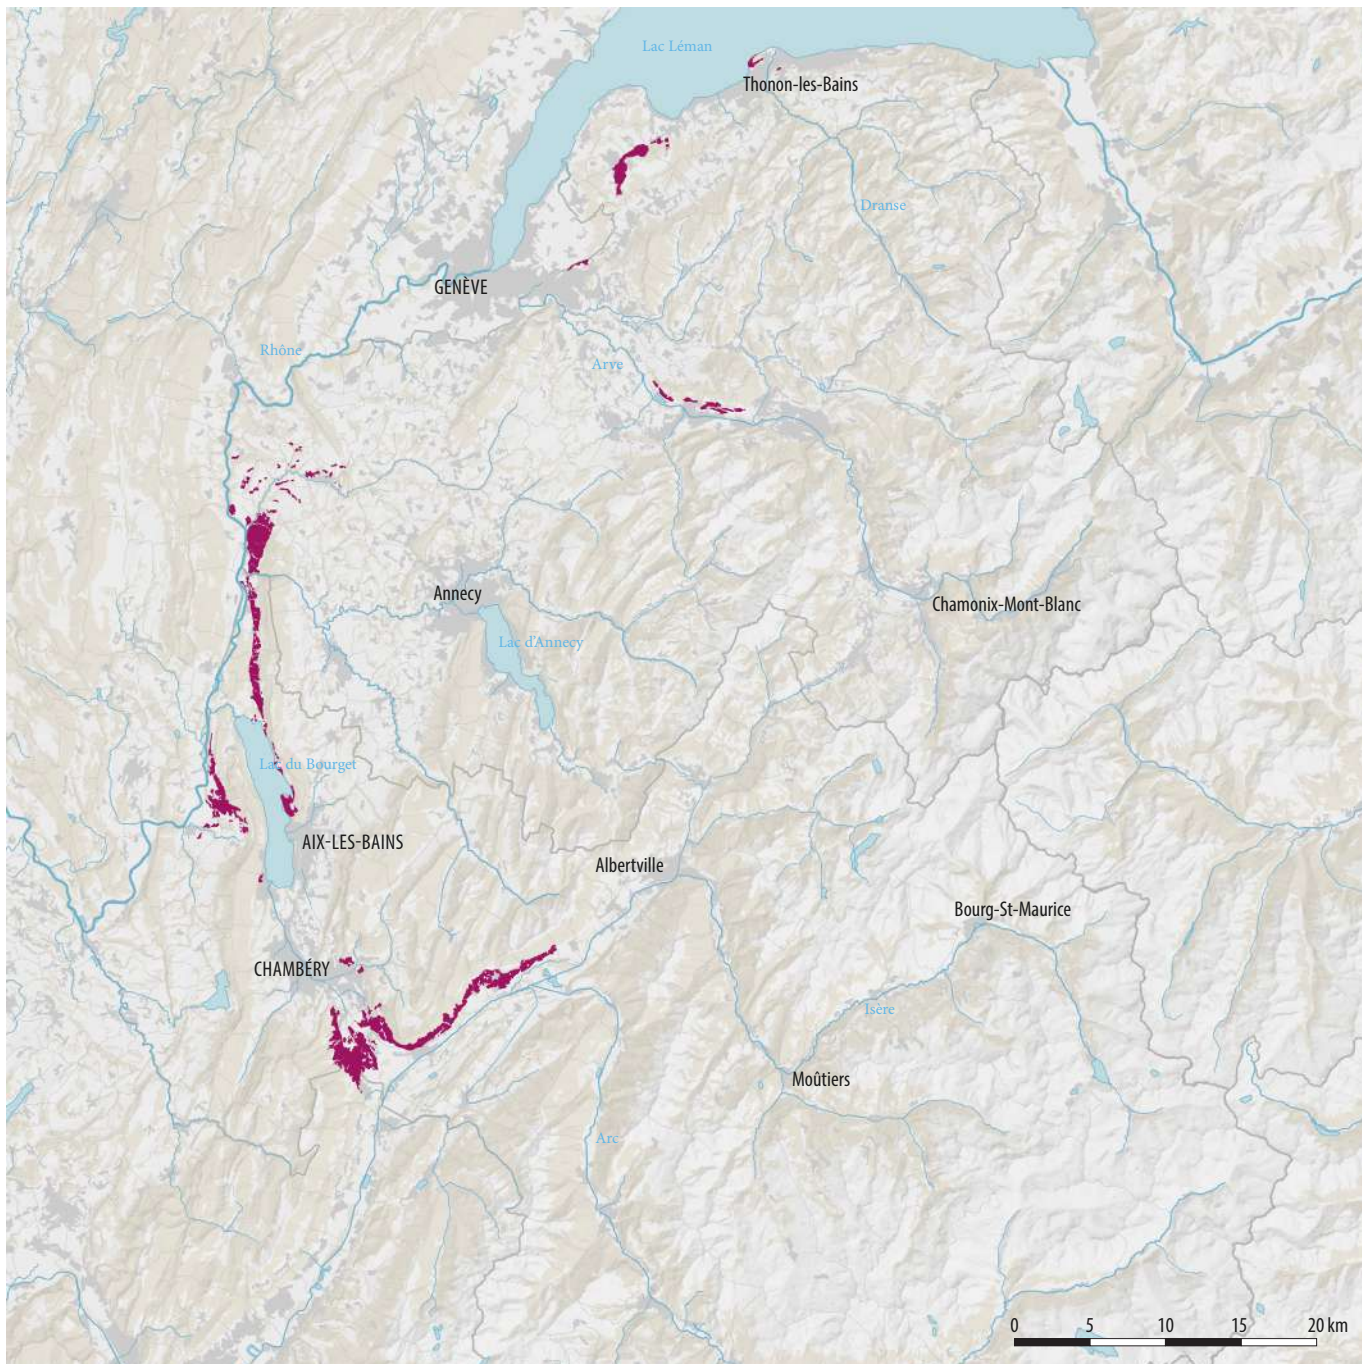 Lac Léman
Thonon-les-Bains
Dranse
GENÈVE
Rhône
Arve
Annecy
Chamonix-Mont-Blanc
Lac d'Annecy
Lac du Bourget
AIX-LES-BAINS
Albertville
Bourg-St-Maurice
CHAMBÉRY
Isère
Moûtiers
Arc
0 5 10 15 20 km